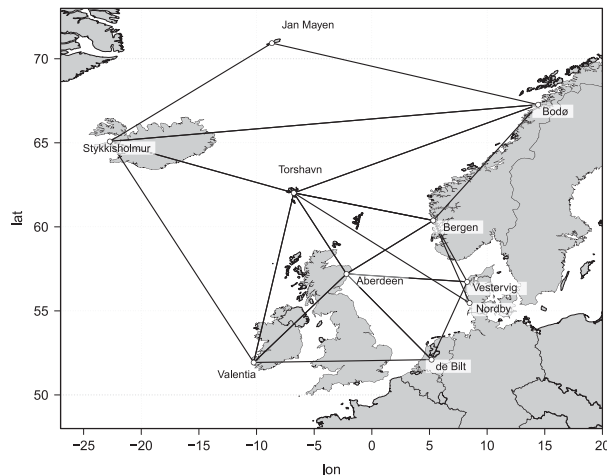 Jan Mayen
70
Bodø
65
Stykkisholmur
Torshavn
lat
60
Bergen
Aberdeen
Vestervig
55
Nordby
Valentia
de Bilt
50
−25 −20 −15 −10 −5 0 5 10 15 20
lon